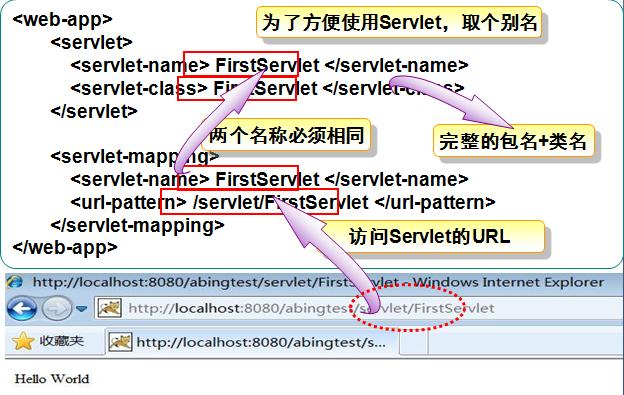 <web-app>
为了方便使用Servlet，取个别名
<servlet>
<servlet-name> FirstServlet </servlet-name>
<servlet-class> FirstServlet </servlet-class>
</servlet>
两个名称必须相同
完整的包名+类名
<servlet-mapping>
<servlet-name> FirstServlet </servlet-name>
<url-pattern> /servlet/FirstServlet </url-pattern>
</servlet-mapping>
访问Servlet的URL
</web-app>
http://localhost:8080/abingtest/servlet/FirstServlet - Windows Internet Explorer
http://localhost:8080/abingtest/servlet/FirstServlet
收藏夹
http://localhost:8080/abingtest/s...
Hello World